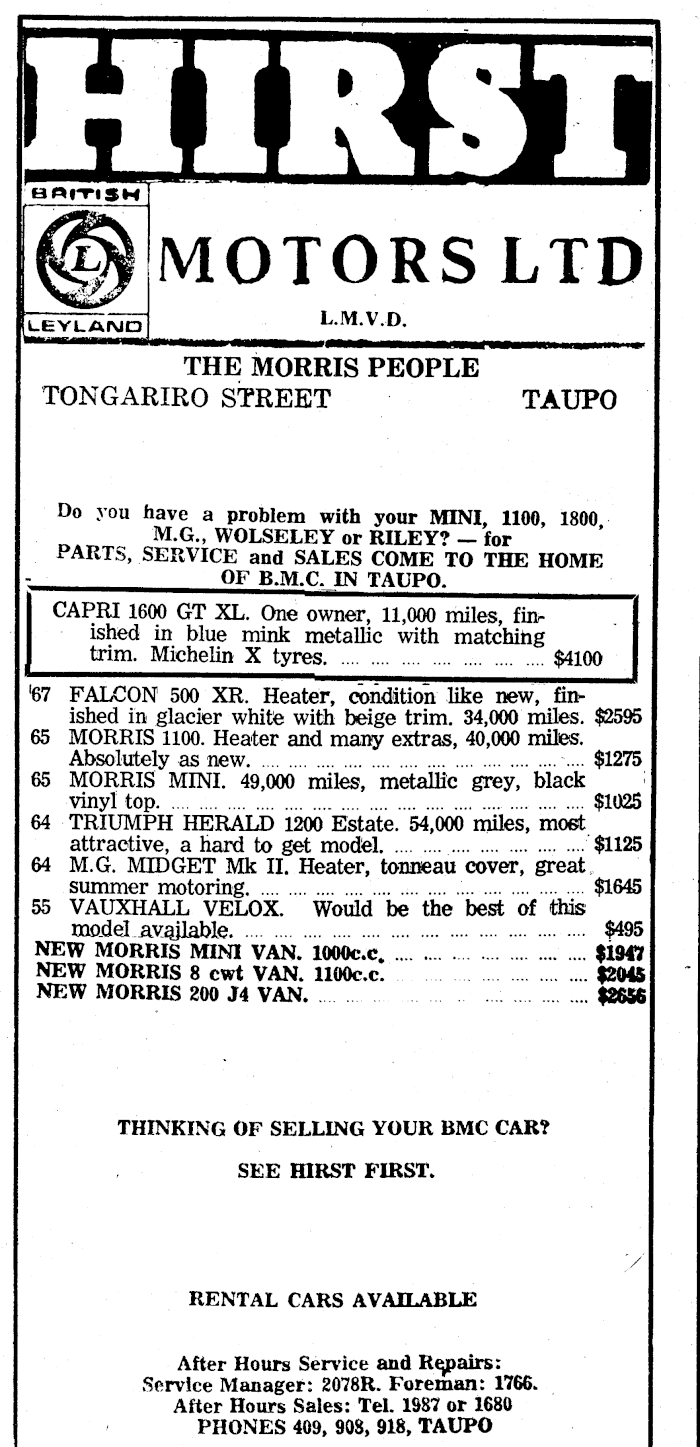 HIRST
BRITISH
L
LEYLAND
MOTORS LTD
L.M.V.D.
THE MORRIS PEOPLE
TONGARIRO STREET TAUPO
Do you have a problem with your MINI, 1100, 1800,
M.G., WOLSELEY or RILEY? — for
PARTS, SERVICE and SALES COME TO THE HOME
OF B.M.C. IN TAUPO.
CAPRI 1600 GT XL. One owner, 11,000 miles, fin-
ished in blue mink metallic with matching
trim. Michelin X tyres. .... .... .... .... .... .... .... $4100
'67 FALCON 500 XR. Heater, condition like new, fin-
ished in glacier white with beige trim. 34,000 miles. $2595
65 MORRIS 1100. Heater and many extras, 40,000 miles.
Absolutely as new. .... .... .... .... .... .... .... .... .... .... .... $1275
65 MORRIS MINI. 49,000 miles, metallic grey, black
vinyl top. .... .... .... .... .... .... .... .... .... .... .... .... .... .... $1025
64 TRIUMPH HERALD 1200 Estate. 54,000 miles, most
attractive, a hard to get model. .... .... .... .... .... .... .... $1125
64 M.G. MIDGET Mk II. Heater, tonneau cover, great
summer motoring. .... .... .... .... .... .... .... .... .... .... .... $1645
55 VAUXHALL VELOX. Would be the best of this
model available. .... .... .... .... .... .... .... .... .... .... .... .... $495
NEW MORRIS MINI VAN. 1000c.c. .... .... .... .... .... .... .... $1947
NEW MORRIS 8 cwt VAN. 1100c.c. .... .... .... .... .... .... .... $2045
NEW MORRIS 200 J4 VAN. .... .... .... .... .... .... .... .... .... $2656
THINKING OF SELLING YOUR BMC CAR?
SEE HIRST FIRST.
RENTAL CARS AVAILABLE
After Hours Service and Repairs:
Service Manager: 2078R. Foreman: 1766.
After Hours Sales: Tel. 1987 or 1680
PHONES 409, 908, 918, TAUPO